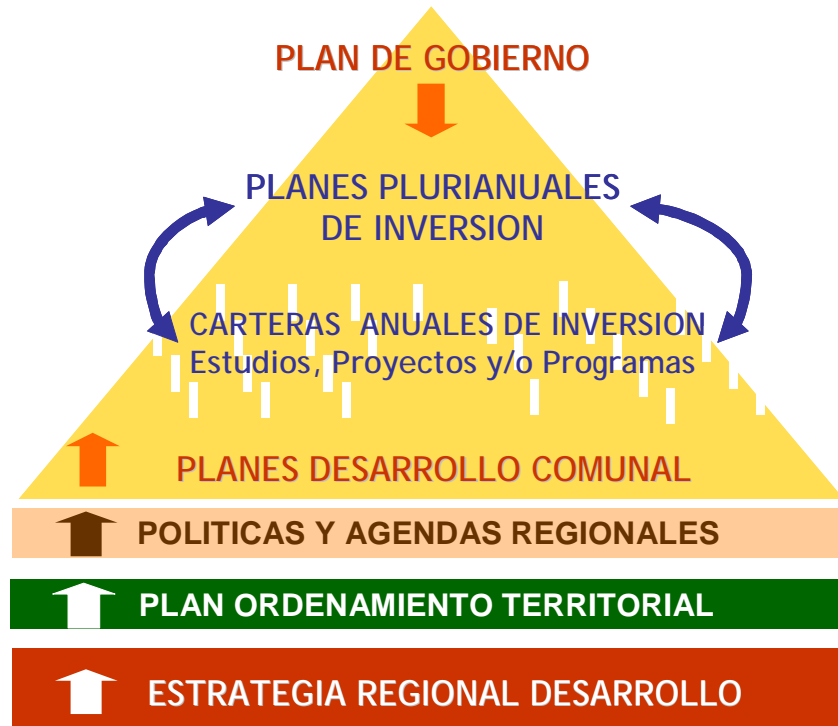 PLAN DE GOBIERNO
PLANES PLURIANUALES
DE INVERSION
CARTERAS ANUALES DE INVERSION
Estudios, Proyectos y/o Programas
PLANES DESARROLLO COMUNAL
POLITICAS Y AGENDAS REGIONALES
PLAN ORDENAMIENTO TERRITORIAL
ESTRATEGIA REGIONAL DESARROLLO